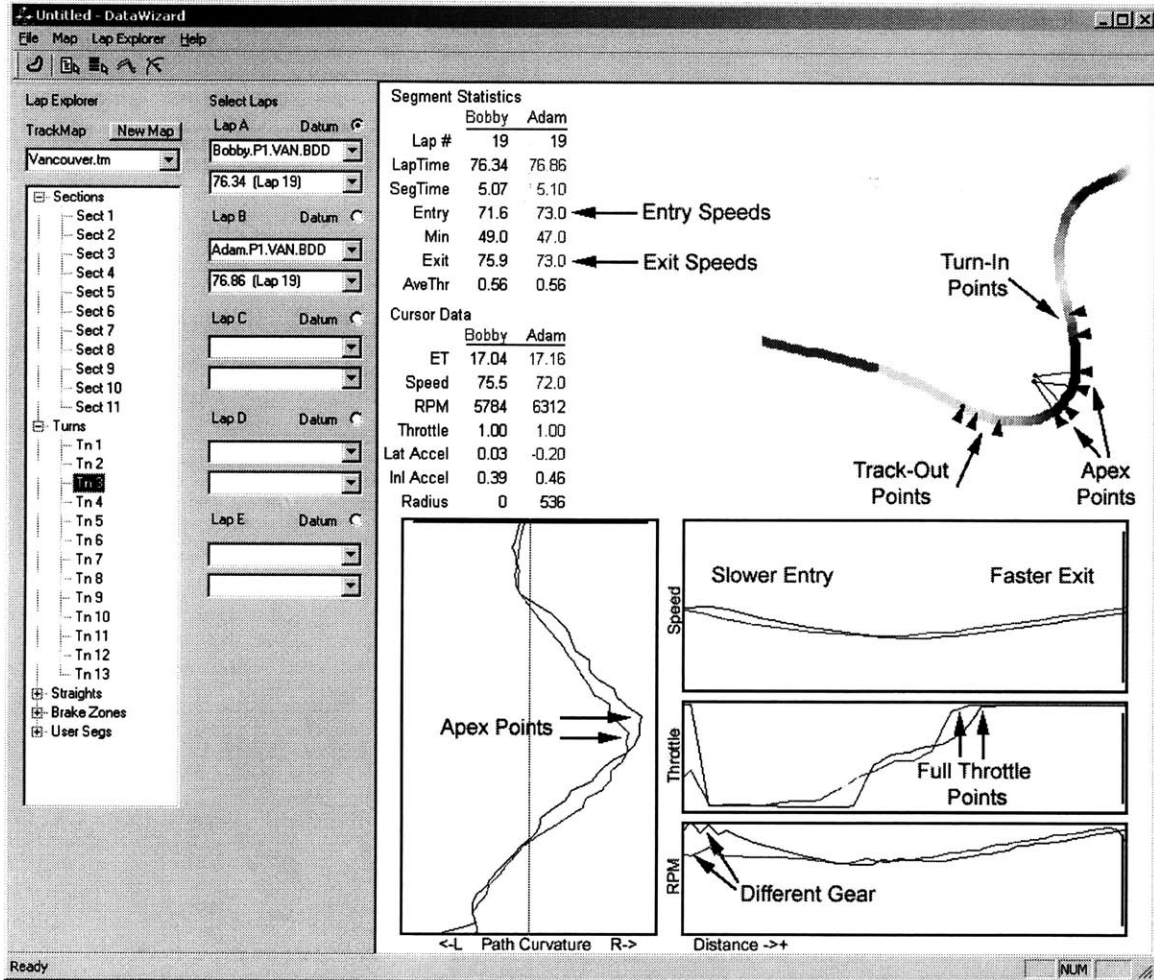 Untitled - DataWizard
File Map Lap Explorer Help
Lap Explorer
TrackMap New Map
Vancouver.tm
Sections
Sect 1
Sect 2
Sect 3
Sect 4
Sect 5
Sect 6
Sect 7
Sect 8
Sect 9
Sect 10
Sect 11
Turns
Tn 1
Tn 2
Tn 3
Tn 4
Tn 5
Tn 6
Tn 7
Tn 8
Tn 9
Tn 10
Tn 11
Tn 12
Tn 13
Straights
Brake Zones
User Segs
Select Laps
Lap A Datum
Bobby.P1.VAN.BDD
76.34 (Lap 19)
Lap B Datum
Adam.P1.VAN.BDD
76.86 (Lap 19)
Lap C Datum
Lap D Datum
Lap E Datum
Segment Statistics
Bobby Adam
Lap # 19 19
LapTime 76.34 76.86
SegTime 5.07 5.10
Entry 71.6 73.0 Entry Speeds
Min 49.0 47.0
Exit 75.9 73.0 Exit Speeds
AveThr 0.56 0.56
Cursor Data
Bobby Adam
ET 17.04 17.16
Speed 75.5 72.0
RPM 5784 6312
Throttle 1.00 1.00
Lat Accel 0.03 -0.20
Inl Accel 0.39 0.46
Radius 0 536
Turn-In
Points
Track-Out
Points
Apex
Points
Apex Points
<-L Path Curvature R->
Speed
Slower Entry Faster Exit
Throttle
Full Throttle
Points
RPM
Different Gear
Distance ->+
Ready
NUM